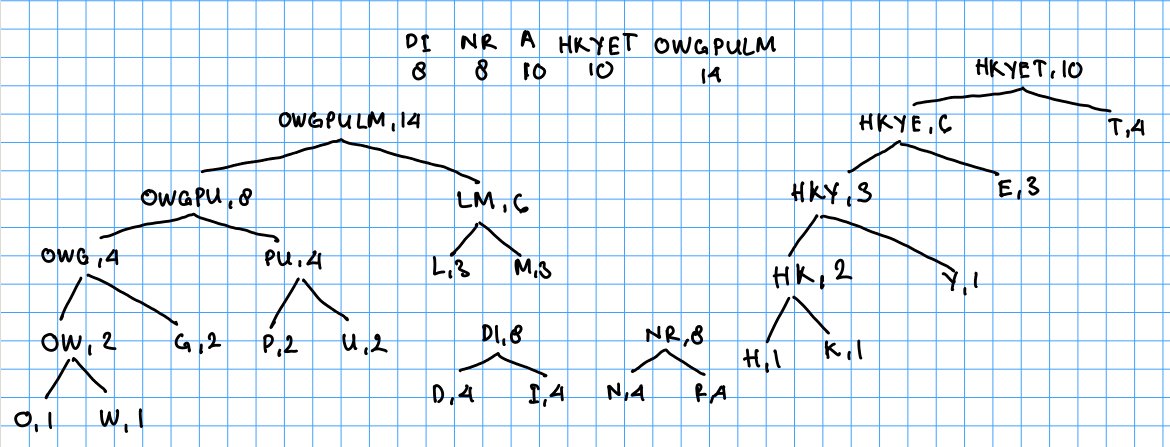 DI NR A HKYET OWGPULM
8 8 10 10 14
HKYET, 10
OWGPULM, 14
HKYE, 6
T, 4
OWGPU, 8
LM, 6
HKY, 3
E, 3
OWG, 4
PU, 4
L, 3
M, 3
HK, 2
Y, 1
OW, 2
G, 2
P, 2
U, 2
DI, 8
NR, 8
H, 1
K, 1
D, 4
I, 4
N, 4
R, 4
O, 1
W, 1